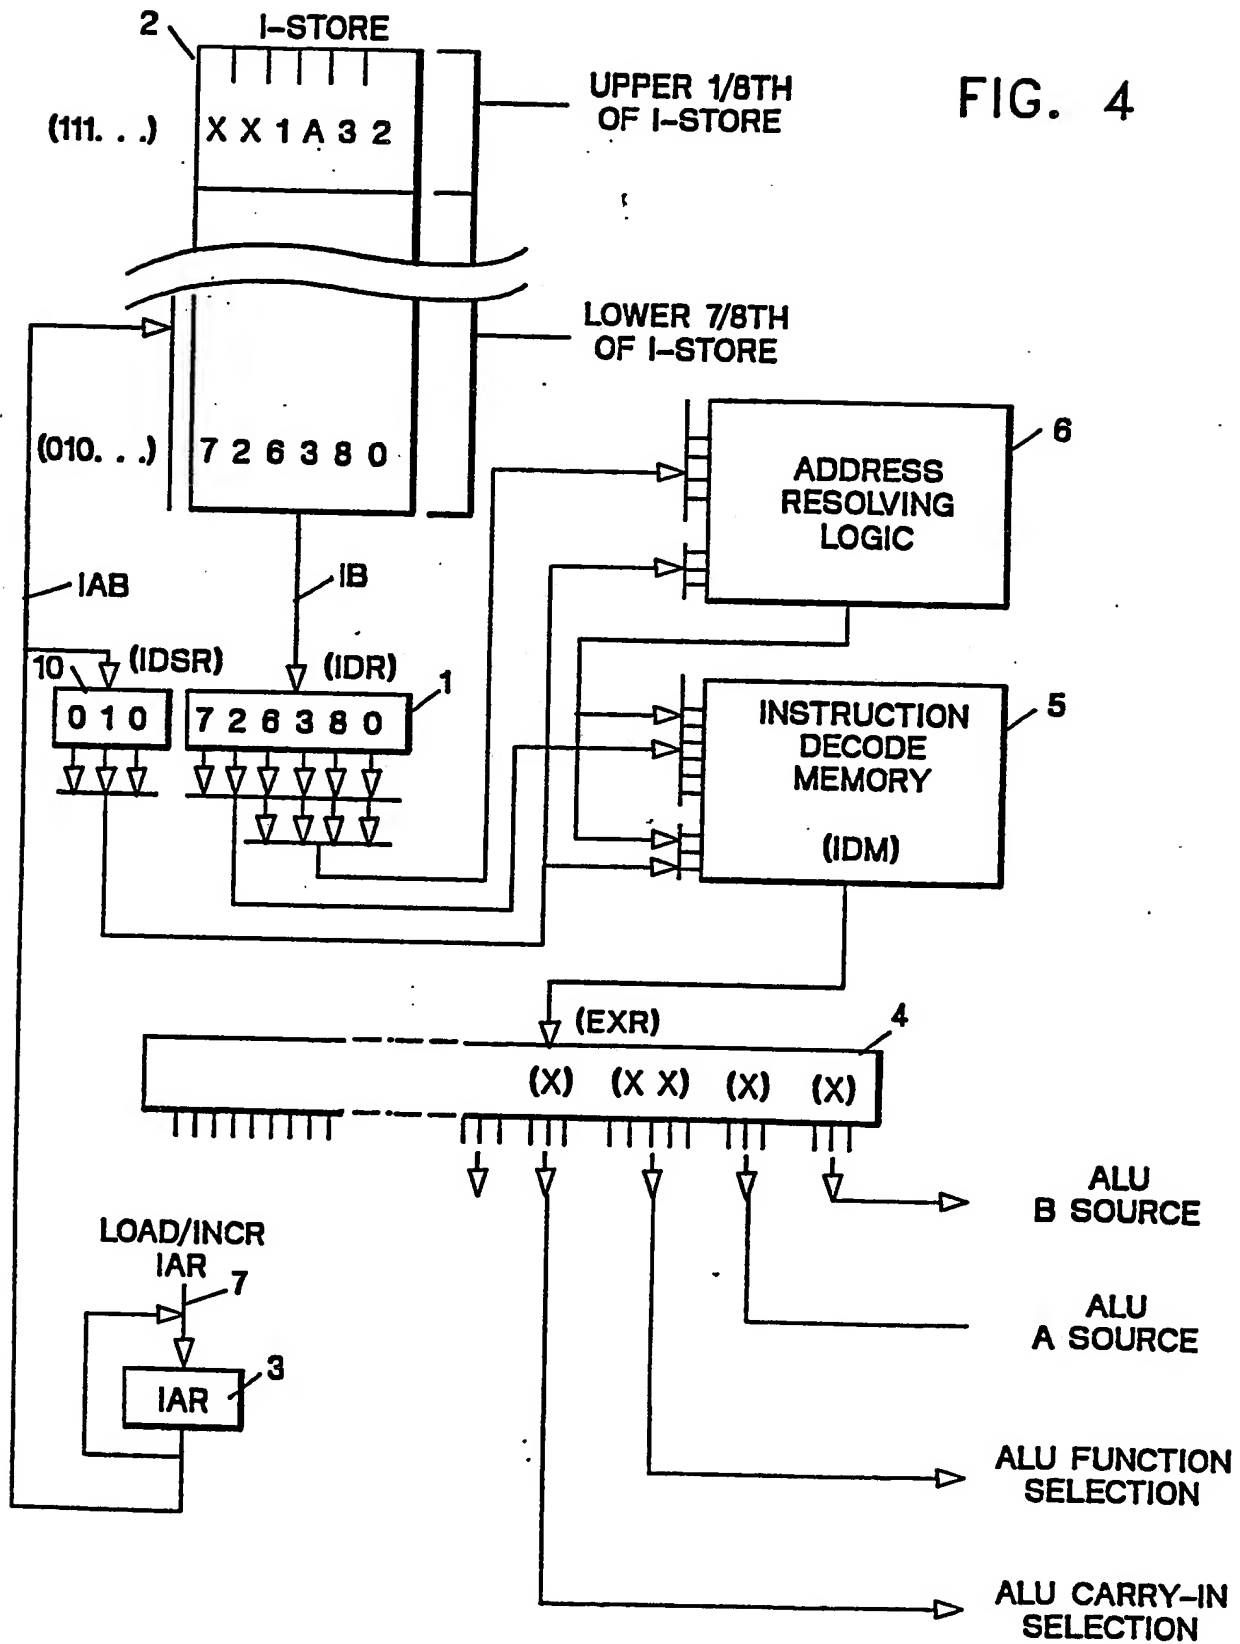 FIG. 4
2
I-STORE
UPPER 1/8TH
OF I-STORE
(111. . .)
X X 1 A 3 2
LOWER 7/8TH
OF I-STORE
(010. . .)
7 2 6 3 8 0
6
ADDRESS
RESOLVING
LOGIC
IAB
IB
10
(IDSR)
(IDR)
1
0 1 0
7 2 6 3 8 0
5
INSTRUCTION
DECODE
MEMORY
(IDM)
(EXR)
4
(X) (X X) (X) (X)
ALU
B SOURCE
LOAD/INCR
IAR
7
ALU
A SOURCE
3
IAR
ALU FUNCTION
SELECTION
ALU CARRY-IN
SELECTION